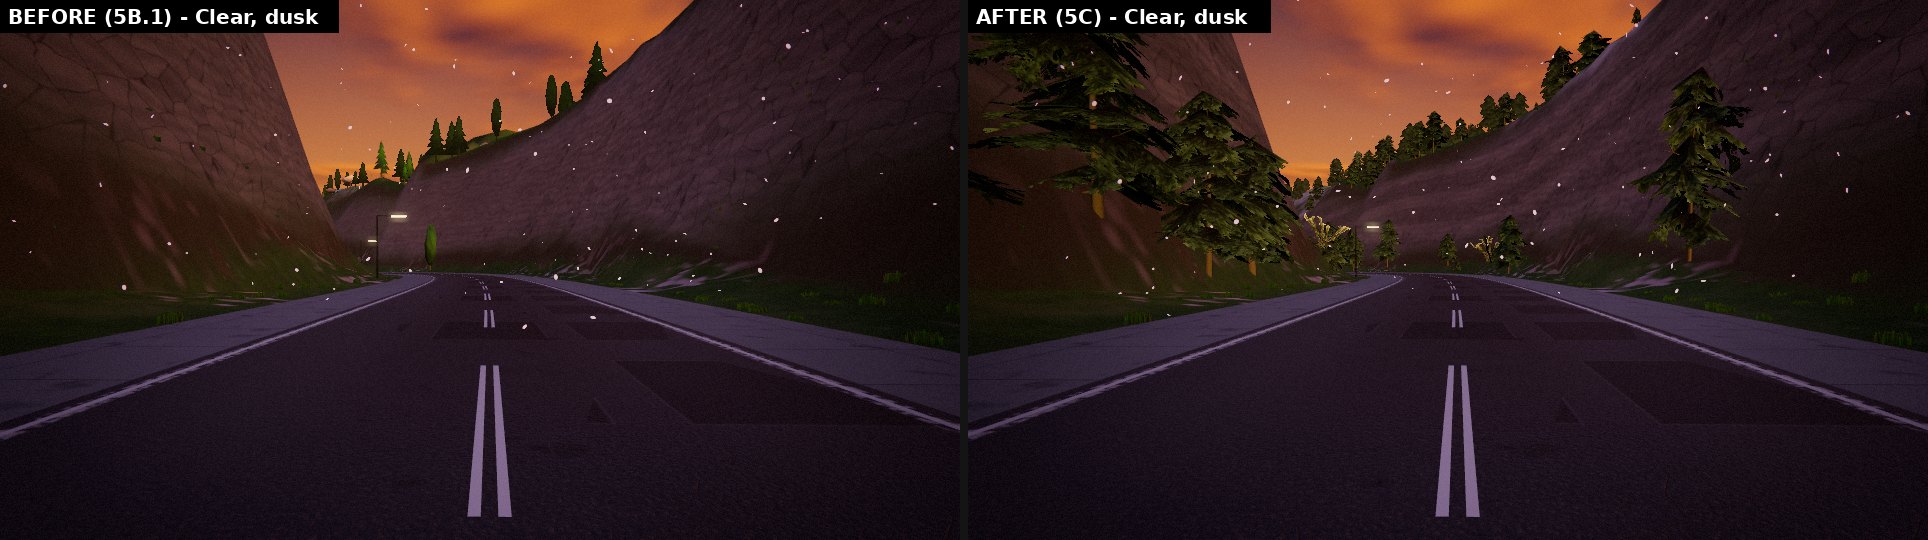 BEFORE (5B.1) - Clear, dusk
AFTER (5C) - Clear, dusk